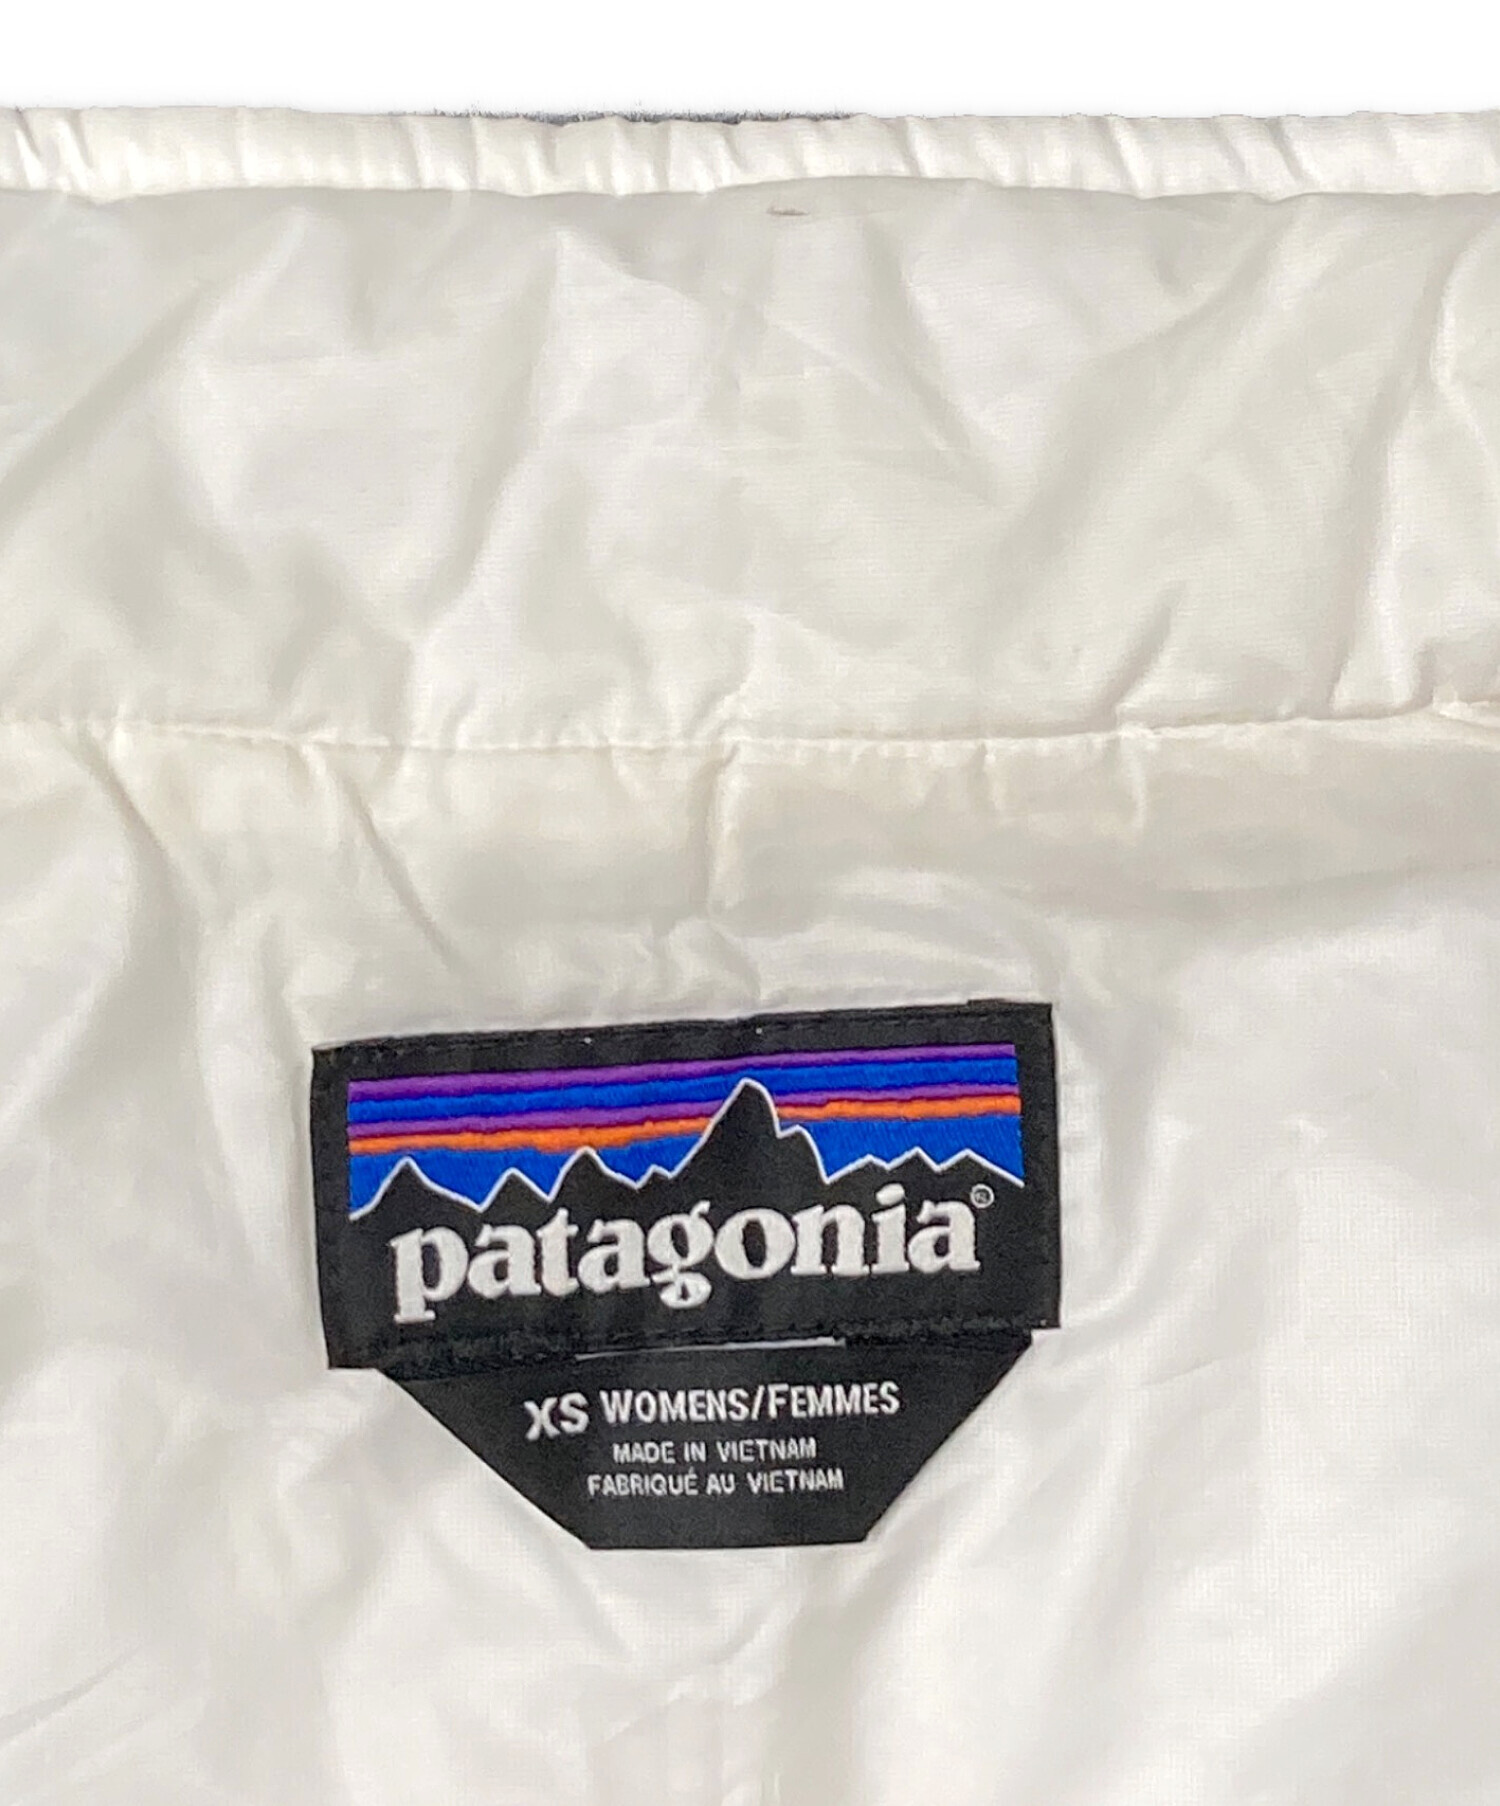 patagonia®
XS WOMENS/FEMMES
MADE IN VIETNAM
FABRIQUÉ AU VIETNAM